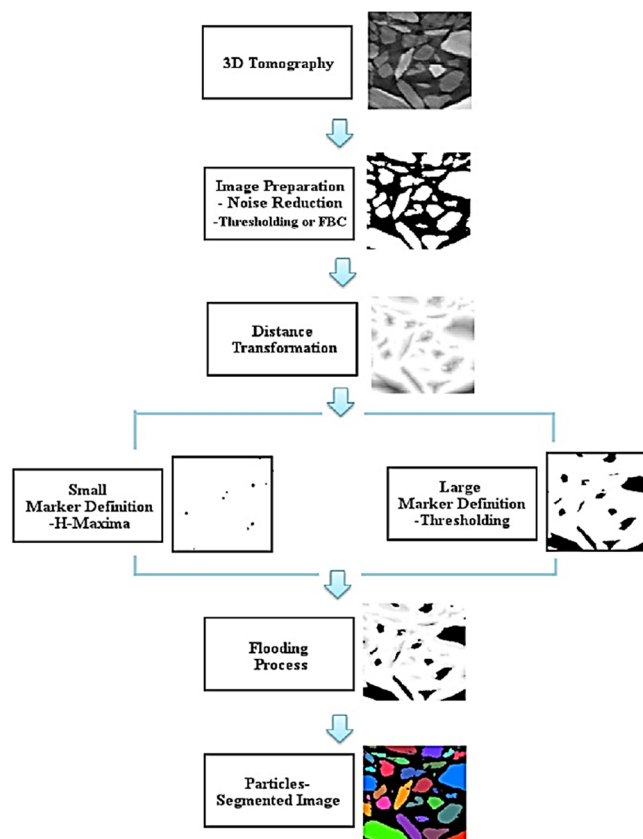 3D Tomography
Image Preparation
- Noise Reduction
-Thresholding or FBC
Distance
Transformation
Small
Marker Definition
-H-Maxima
Large
Marker Definition
-Thresholding
Flooding
Process
Particles-
Segmented Image